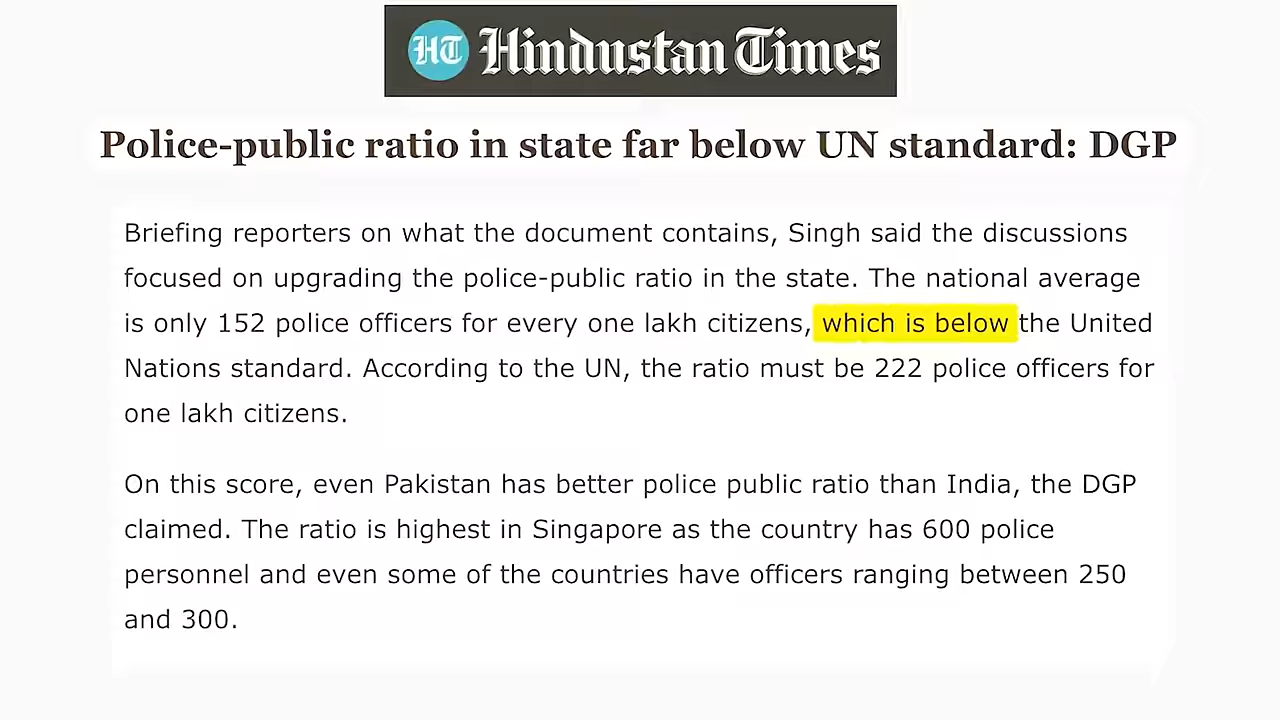 HT Hindustan Times
Police-public ratio in state far below UN standard: DGP
Briefing reporters on what the document contains, Singh said the discussions
focused on upgrading the police-public ratio in the state. The national average
is only 152 police officers for every one lakh citizens, which is below the United
Nations standard. According to the UN, the ratio must be 222 police officers for
one lakh citizens.
On this score, even Pakistan has better police public ratio than India, the DGP
claimed. The ratio is highest in Singapore as the country has 600 police
personnel and even some of the countries have officers ranging between 250
and 300.